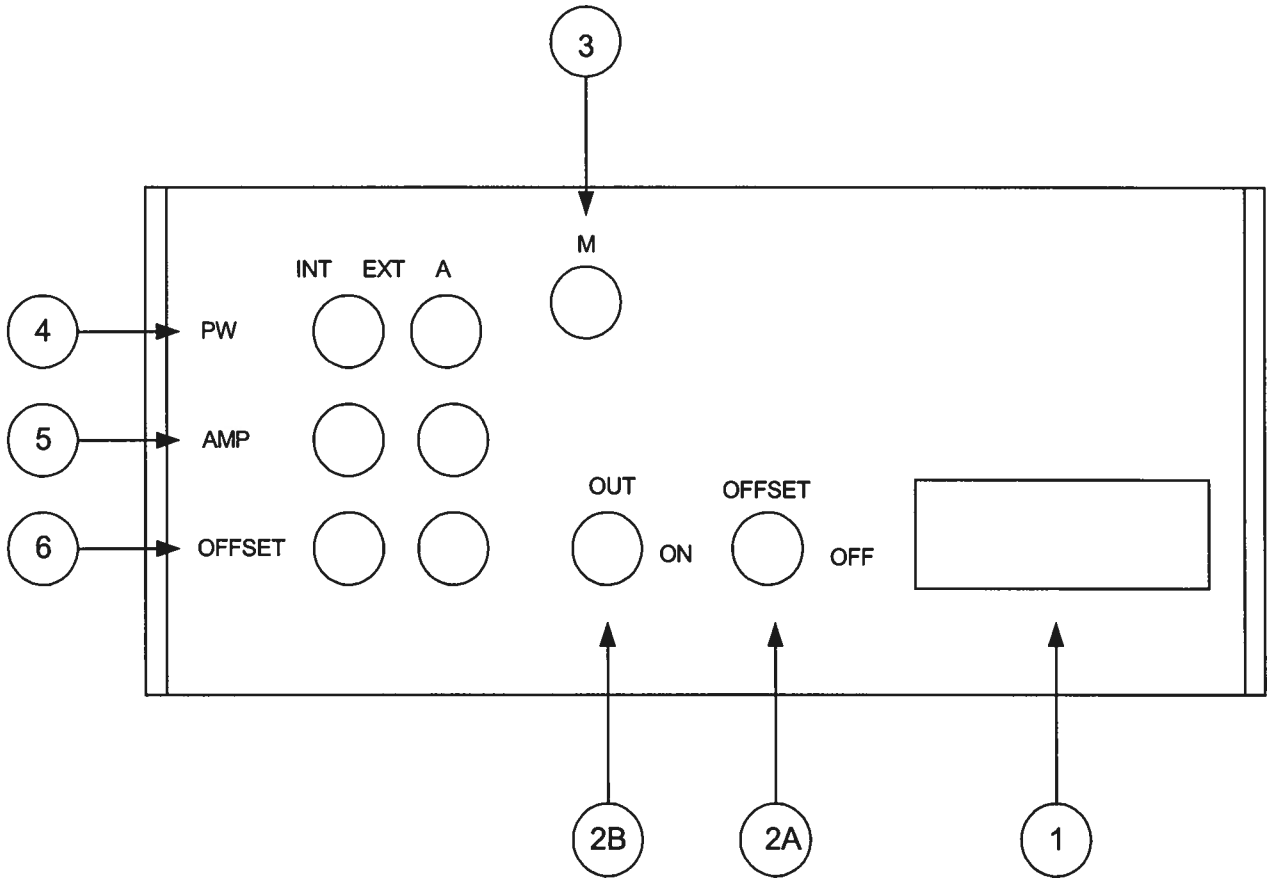 3
M
INT EXT A
4 PW
5 AMP
OUT OFFSET
6 OFFSET ON OFF
2B 2A 1